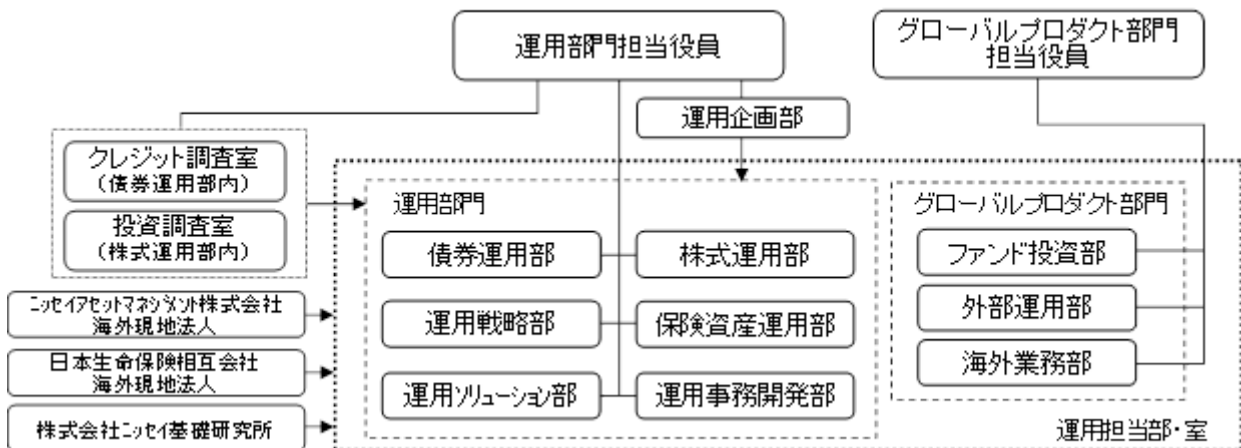 運用部門担当役員
グローバルプロダクト部門
担当役員
運用企画部
クレジット調査室
(債券運用部内)
投資調査室
(株式運用部内)
運用部門
債券運用部
株式運用部
運用戦略部
保険資産運用部
運用ソリューション部
運用事務開発部
グローバルプロダクト部門
ファンド投資部
外部運用部
海外業務部
ニッセイアセットマネジメント株式会社
海外現地法人
日本生命保険相互会社
海外現地法人
株式会社ニッセイ基礎研究所
運用担当部・室